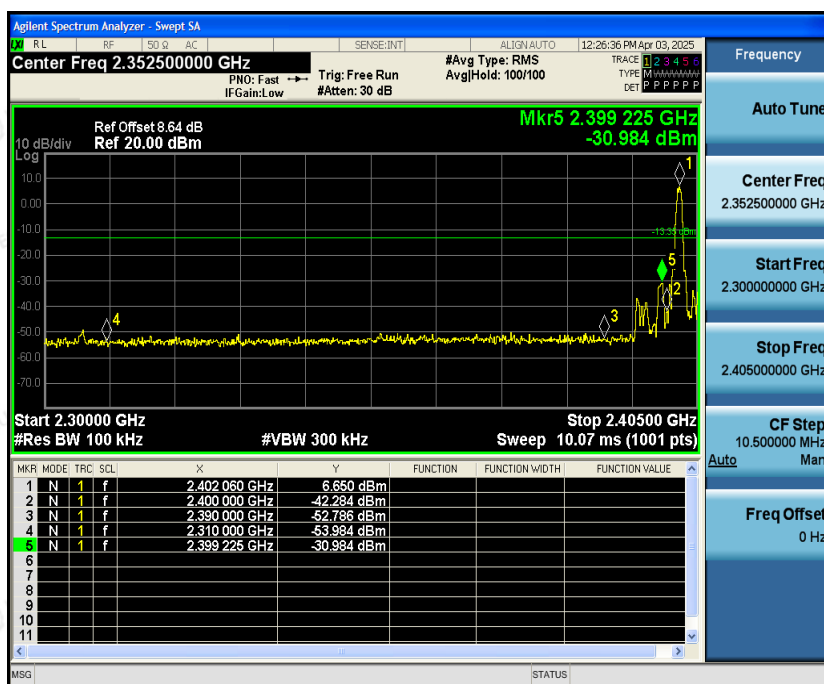 Agilent Spectrum Analyzer - Swept SA
LXI RL RF 50 Ω AC SENSE:INT ALIGN AUTO 12:26:36 PM Apr 03, 2025
Center Freq 2.352500000 GHz
PNO: Fast
IFGain:Low
Trig: Free Run
#Atten: 30 dB
#Avg Type: RMS
Avg|Hold: 100/100
TRACE 1 2 3 4 5 6
TYPE M
DET P P P P P P
Mkr5 2.399 225 GHz
-30.984 dBm
Ref Offset 8.64 dB
Ref 20.00 dBm
10 dB/div
Log
10.0
0.00
-10.0
-20.0
-30.0
-40.0
-50.0
-60.0
-70.0
1
-13.35 dBm
5
2
3
4
Start 2.30000 GHz
Stop 2.40500 GHz
#Res BW 100 kHz
#VBW 300 kHz
Sweep 10.07 ms (1001 pts)
MKR MODE TRC SCL X Y FUNCTION FUNCTION WIDTH FUNCTION VALUE
1 N 1 f 2.402 060 GHz 6.650 dBm
2 N 1 f 2.400 000 GHz -42.284 dBm
3 N 1 f 2.390 000 GHz -52.786 dBm
4 N 1 f 2.310 000 GHz -53.984 dBm
5 N 1 f 2.399 225 GHz -30.984 dBm
6
7
8
9
10
11
MSG
STATUS
Frequency
Auto Tune
Center Freq
2.352500000 GHz
Start Freq
2.300000000 GHz
Stop Freq
2.405000000 GHz
CF Step
10.500000 MHz
Auto Man
Freq Offset
0 Hz